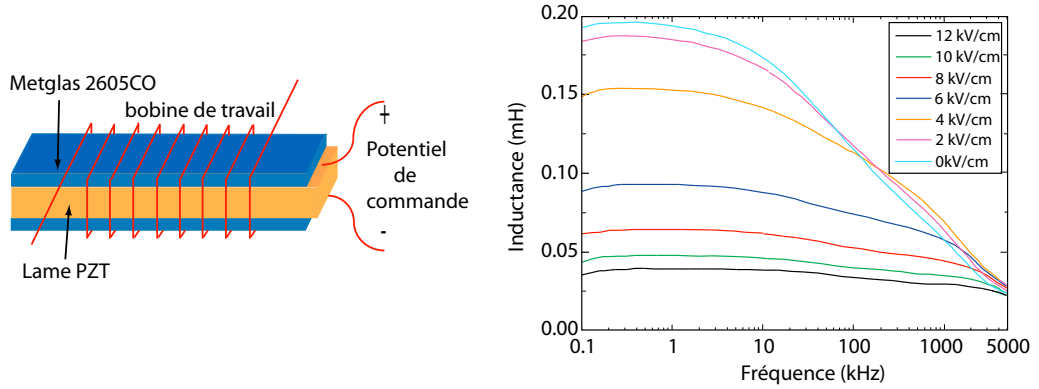 Metglas 2605CO
bobine de travail
+
Potentiel
de
commande
-
Lame PZT
0.20
0.15
0.10
0.05
0.00
Inductance (mH)
12 kV/cm
10 kV/cm
8 kV/cm
6 kV/cm
4 kV/cm
2 kV/cm
0kV/cm
0.1 1 10 100 1000 5000
Fréquence (kHz)